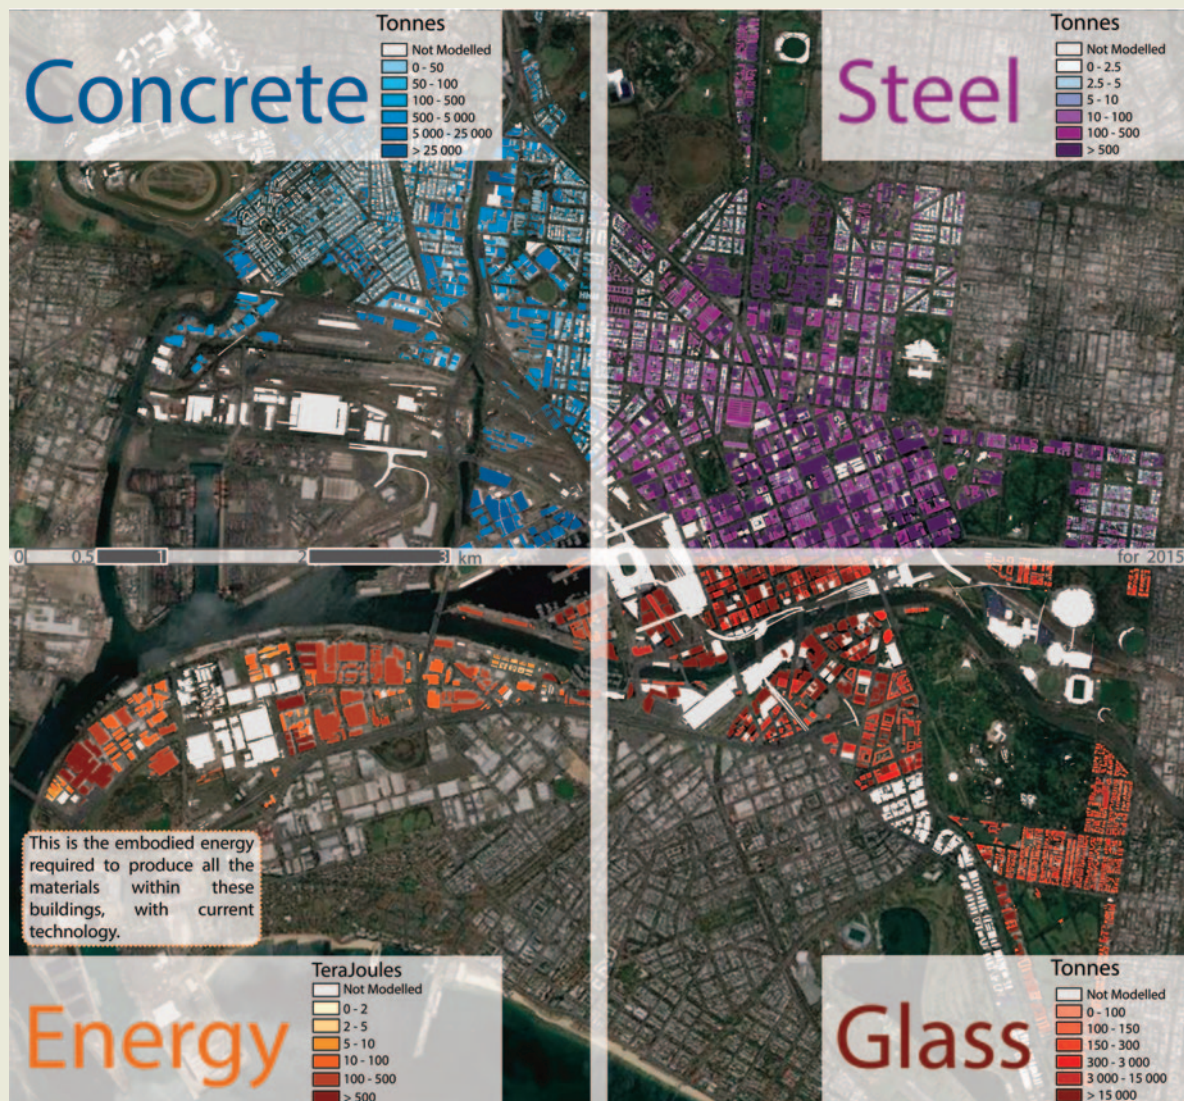 Concrete
Tonnes
Not Modelled
0 - 50
50 - 100
100 - 500
500 - 5 000
5 000 - 25 000
> 25 000
Steel
Tonnes
Not Modelled
0 - 2.5
2.5 - 5
5 - 10
10 - 100
100 - 500
> 500
0 0.5 1 2 3 km
for 2015
This is the embodied energy
required to produce all the
materials within these
buildings, with current
technology.
Energy
TeraJoules
Not Modelled
0 - 2
2 - 5
5 - 10
10 - 100
100 - 500
> 500
Glass
Tonnes
Not Modelled
0 - 100
100 - 150
150 - 300
300 - 3 000
3 000 - 15 000
> 15 000